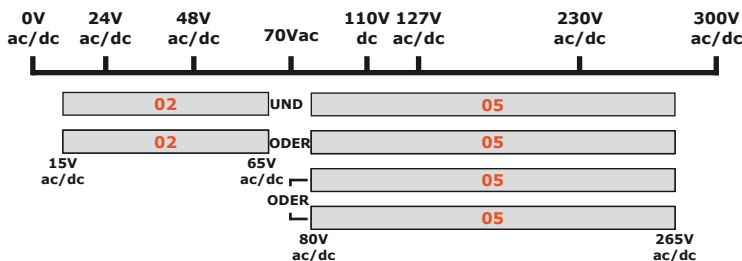 0V 24V 48V 70Vac 110V 127V 230V 300V
ac/dc ac/dc ac/dc dc ac/dc ac/dc ac/dc
02 UND 05
02 ODER 05
15V 65V
ac/dc ac/dc
05
ODER
05
80V 265V
ac/dc ac/dc